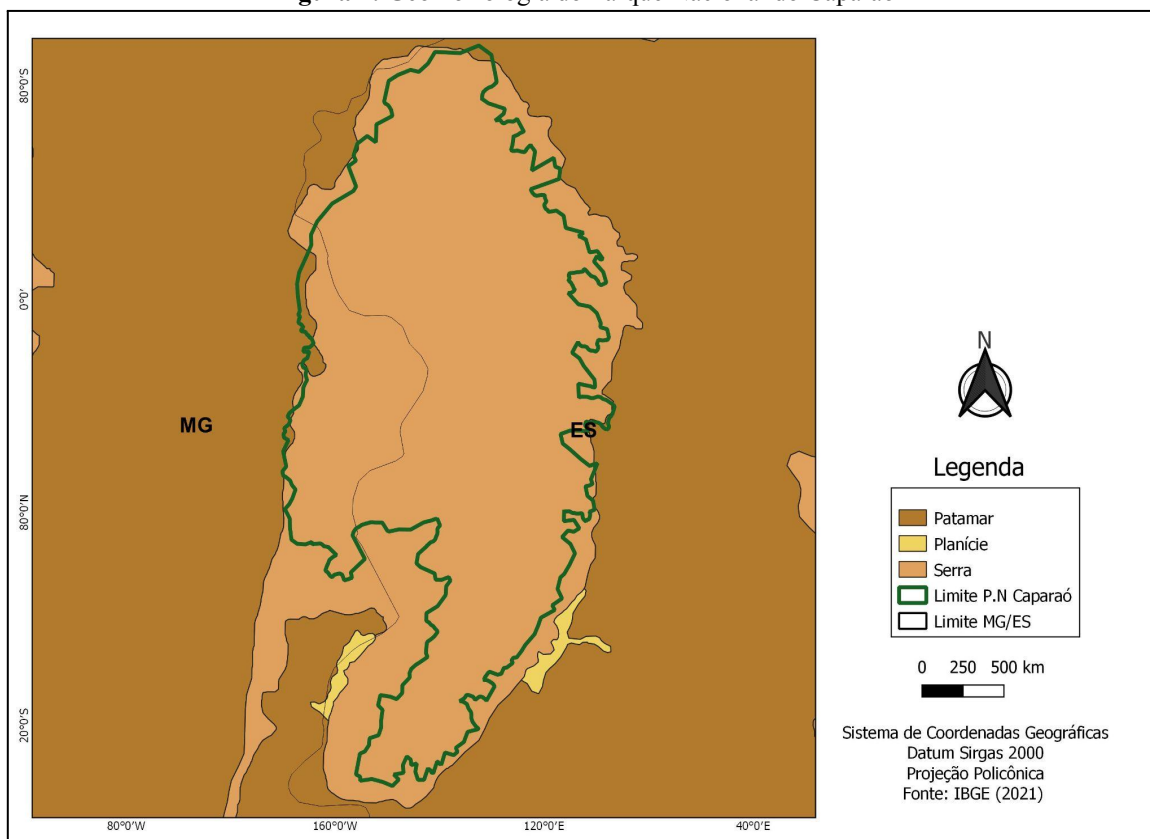 80°0'S
0°0'
80°0'N
20°0'S
MG
ES
N
Legenda
Patamar
Planície
Serra
Limite P.N Caparaó
Limite MG/ES
0 250 500 km
Sistema de Coordenadas Geográficas
Datum Sirgas 2000
Projeção Policônica
Fonte: IBGE (2021)
80°0'W 160°0'W 120°0'E 40°0'E